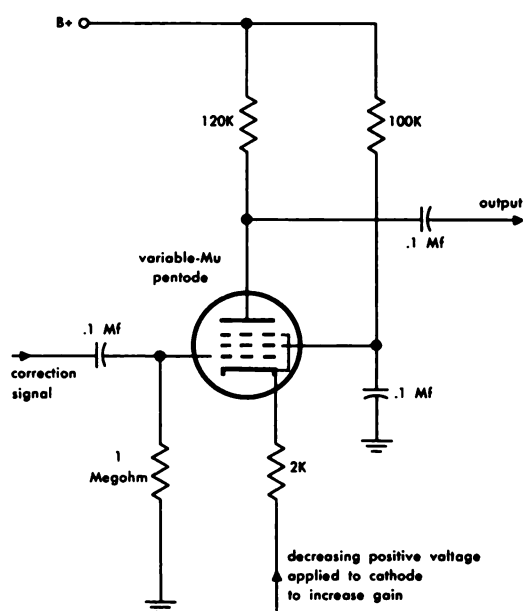 B+
120K
100K
output
.1 Mf
variable-Mu
pentode
.1 Mf
correction
signal
.1 Mf
1
Megohm
2K
decreasing positive voltage
applied to cathode
to increase gain